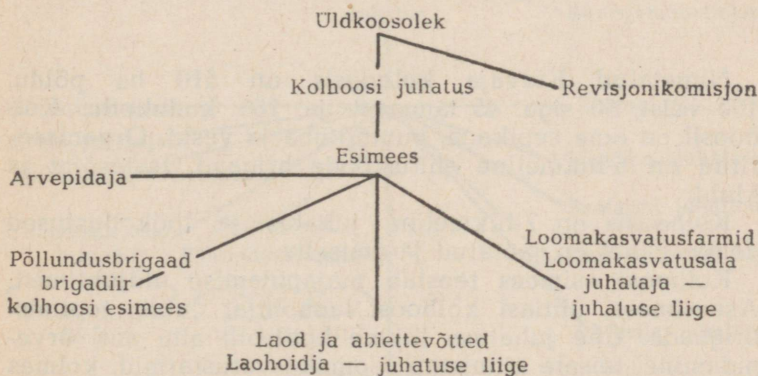 Üldkoosolek
Kolhoosi juhatus
Revisjonikomisjon
Esimees
Arvepidaja
Põllundusbrigaad
brigadiir —
kolhoosi esimees
Loomakasvatusfarmid
Loomakasvatusala
juhataja —
juhatuse liige
Laod ja abiettevõtted
Laohoidja — juhatuse liige